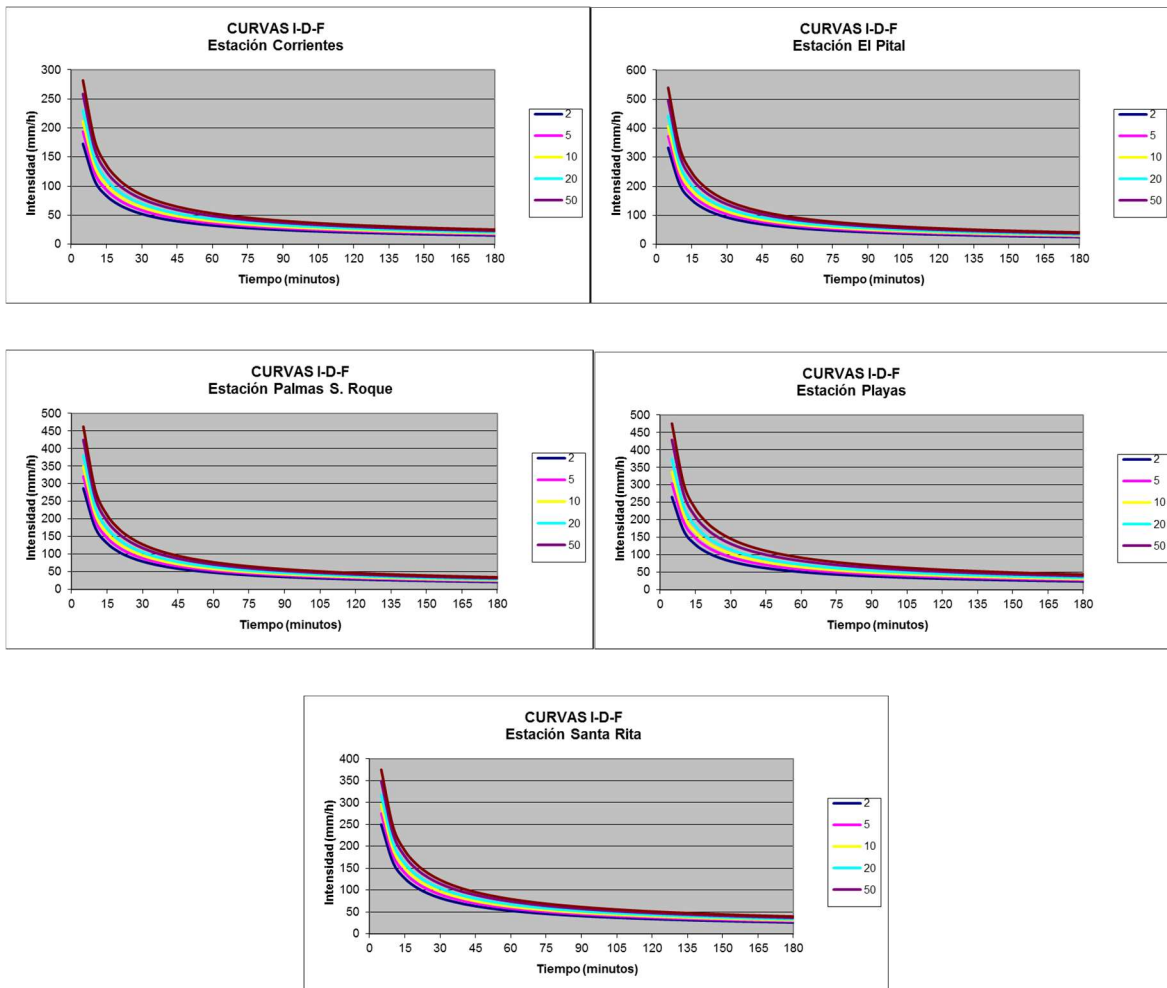 CURVAS I-D-F
Estación Corrientes
Intensidad (mm/h)
300
250
200
150
100
50
0
0 15 30 45 60 75 90 105 120 135 150 165 180
Tiempo (minutos)
2
5
10
20
50
CURVAS I-D-F
Estación El Pital
Intensidad (mm/h)
600
500
400
300
200
100
0
0 15 30 45 60 75 90 105 120 135 150 165 180
Tiempo (minutos)
2
5
10
20
50
CURVAS I-D-F
Estación Palmas S. Roque
Intensidad (mm/h)
500
450
400
350
300
250
200
150
100
50
0
0 15 30 45 60 75 90 105 120 135 150 165 180
Tiempo (minutos)
2
5
10
20
50
CURVAS I-D-F
Estación Playas
Intensidad (mm/h)
500
450
400
350
300
250
200
150
100
50
0
0 15 30 45 60 75 90 105 120 135 150 165 180
Tiempo (minutos)
2
5
10
20
50
CURVAS I-D-F
Estación Santa Rita
Intensidad (mm/h)
400
350
300
250
200
150
100
50
0
0 15 30 45 60 75 90 105 120 135 150 165 180
Tiempo (minutos)
2
5
10
20
50